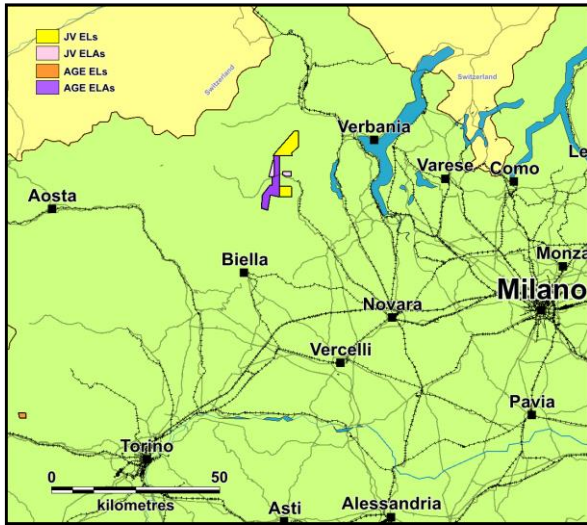 JV ELs
JV ELAs
AGE ELs
AGE ELAs
Switzerland
Switzerland
Verbania
Varese
Como
Le
Aosta
Biella
Monza
Milano
Novara
Vercelli
Pavia
Torino
0 50
kilometres
Asti
Alessandria